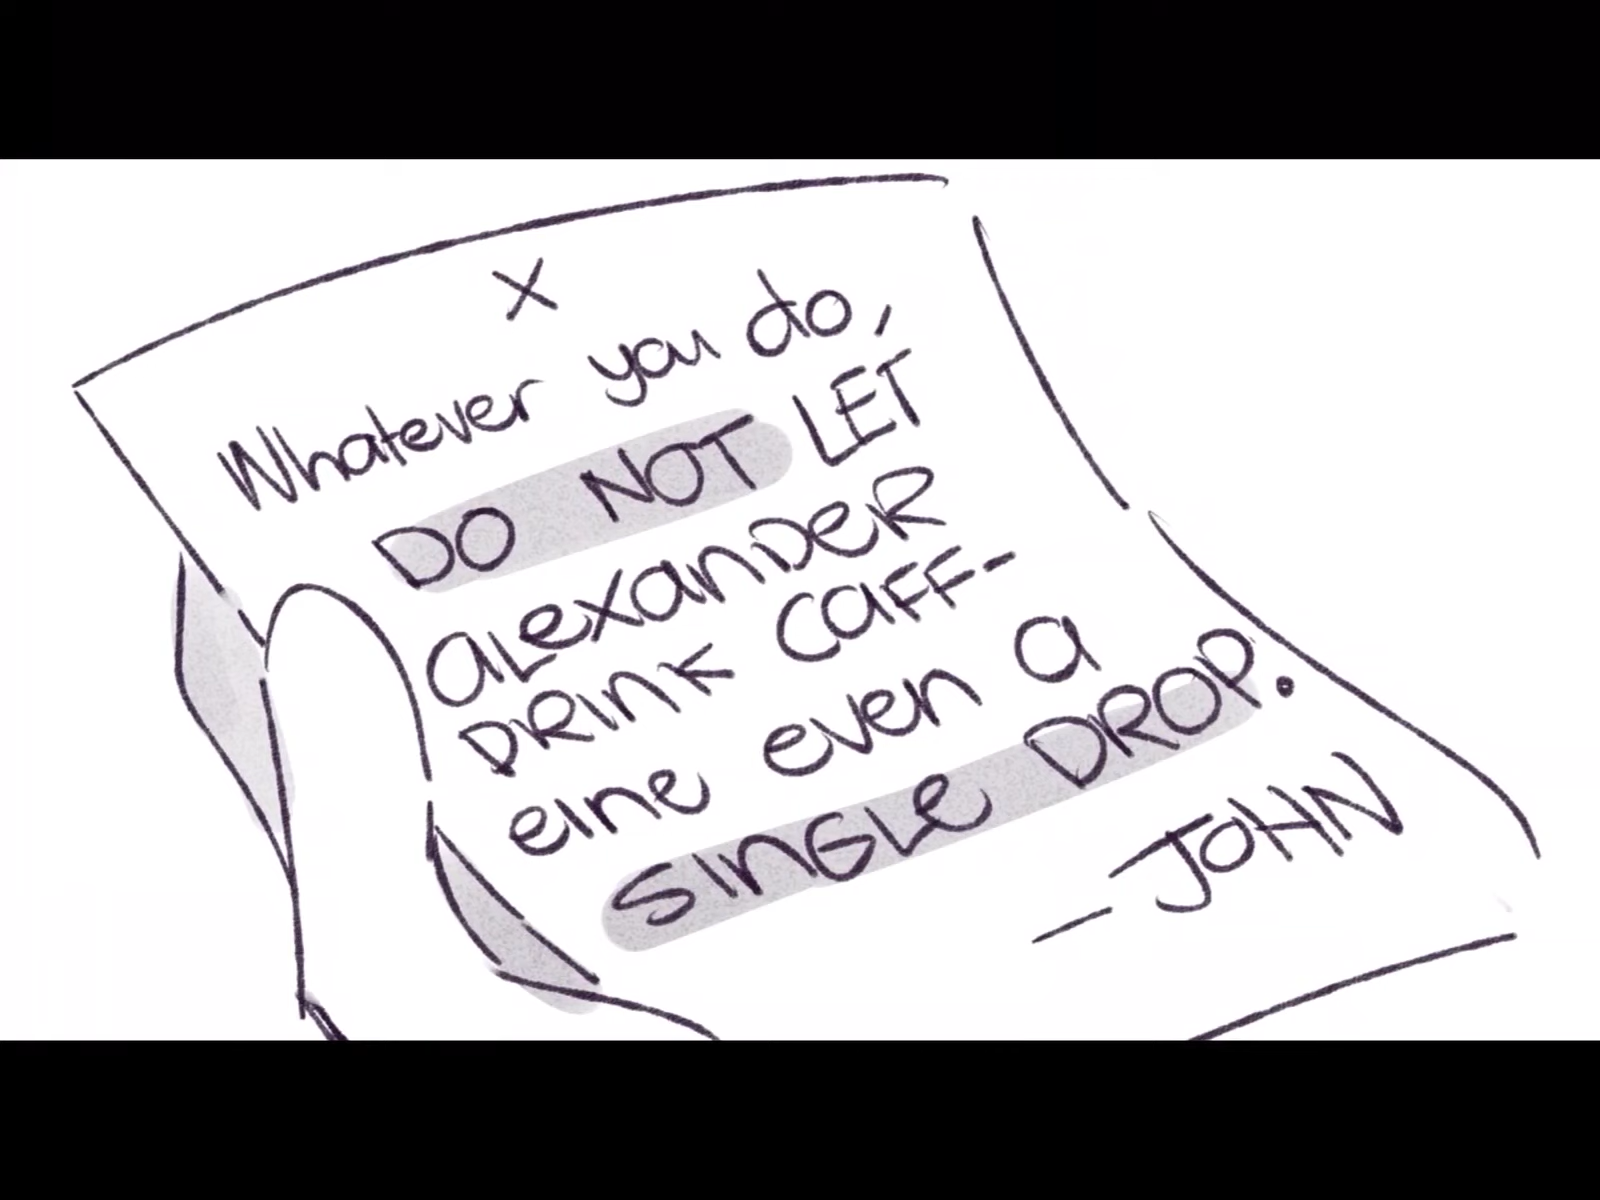 X
Whatever you do,
DO NOT LET
ALEXANDER
DRINK CAFF-
EINE EVEN A
SINGLE DROP.
—JOHN